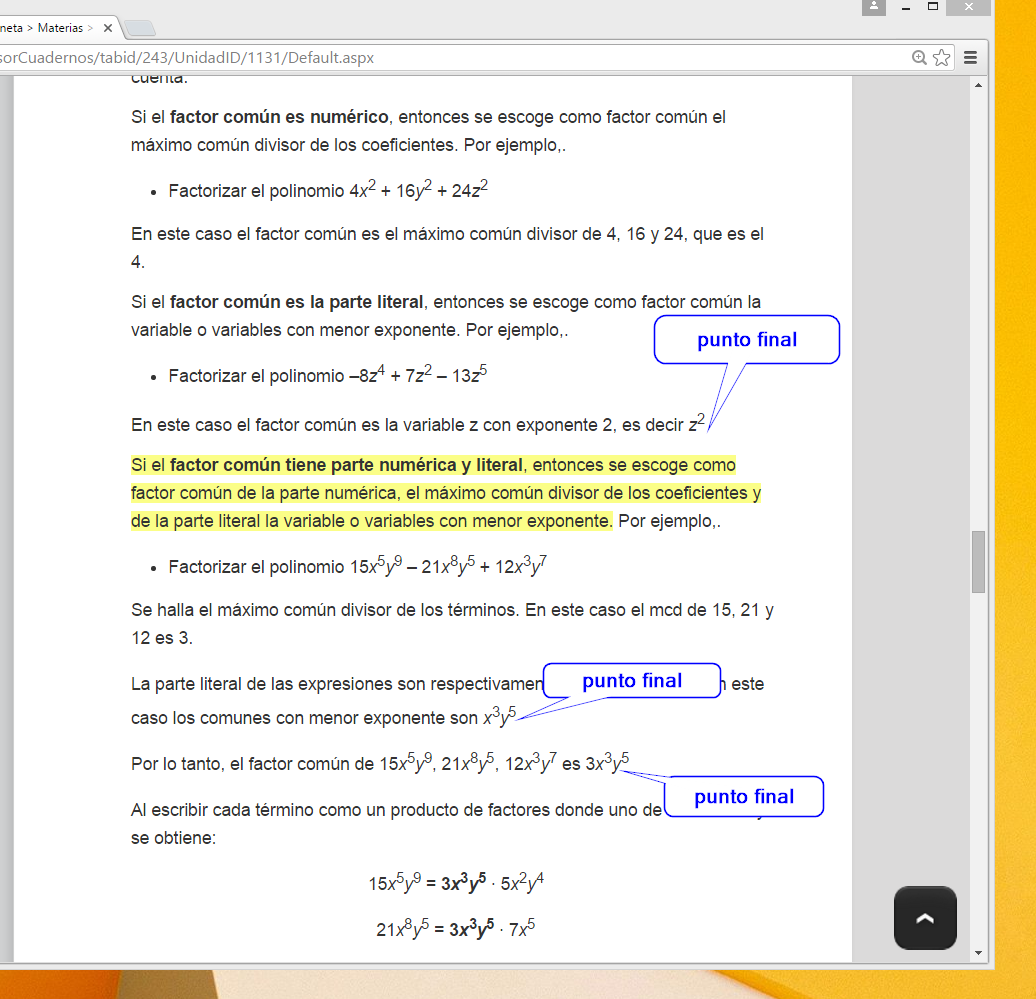 neta > Materias >
sorCuadernos/tabid/243/UnidadID/1131/Default.aspx
cuenta.
Si el factor común es numérico, entonces se escoge como factor común el
máximo común divisor de los coeficientes. Por ejemplo,.
• Factorizar el polinomio 4x² + 16y² + 24z²
En este caso el factor común es el máximo común divisor de 4, 16 y 24, que es el
4.
Si el factor común es la parte literal, entonces se escoge como factor común la
variable o variables con menor exponente. Por ejemplo,.
punto final
• Factorizar el polinomio –8z⁴ + 7z² – 13z⁵
En este caso el factor común es la variable z con exponente 2, es decir z²
Si el factor común tiene parte numérica y literal, entonces se escoge como
factor común de la parte numérica, el máximo común divisor de los coeficientes y
de la parte literal la variable o variables con menor exponente. Por ejemplo,.
• Factorizar el polinomio 15x⁵y⁹ – 21x⁸y⁵ + 12x³y⁷
Se halla el máximo común divisor de los términos. En este caso el mcd de 15, 21 y
12 es 3.
La parte literal de las expresiones son respectivamen punto final n este
caso los comunes con menor exponente son x³y⁵
Por lo tanto, el factor común de 15x⁵y⁹, 21x⁸y⁵, 12x³y⁷ es 3x³y⁵
punto final
Al escribir cada término como un producto de factores donde uno de
se obtiene:
15x⁵y⁹ = 3x³y⁵ · 5x²y⁴
21x⁸y⁵ = 3x³y⁵ · 7x⁵